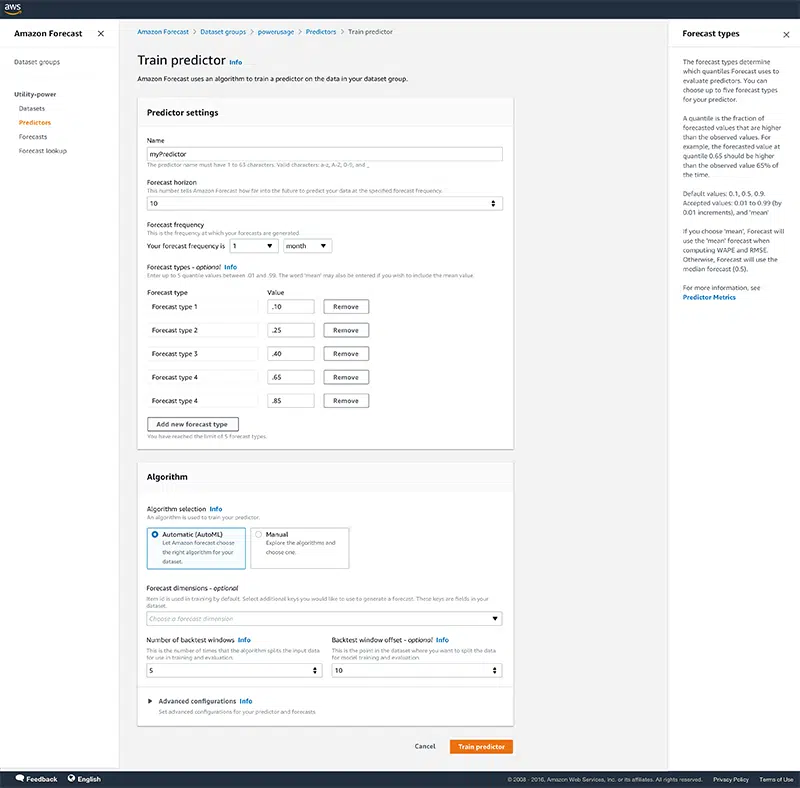 aws
Amazon Forecast
Dataset groups
Utility-power
Datasets
Predictors
Forecasts
Forecast lookup
Amazon Forecast > Dataset groups > powerusage > Predictors > Train predictor
Train predictor Info
Amazon Forecast uses an algorithm to train a predictor on the data in your dataset group.
Predictor settings
Name
myPredictor
The predictor name must have 1 to 63 characters. Valid characters: a-z, A-Z, 0-9, and _
Forecast horizon
This number tells Amazon Forecast how far into the future to predict your data at the specified forecast frequency.
10
Forecast frequency
This is the frequency at which your forecasts are generated.
Your forecast frequency is 1 month
Forecast types - optional Info
Enter up to 5 quantile values between .01 and .99. The word 'mean' may also be entered if you wish to include the mean value.
Forecast type Value
Forecast type 1 .10 Remove
Forecast type 2 .25 Remove
Forecast type 3 .40 Remove
Forecast type 4 .65 Remove
Forecast type 4 .85 Remove
Add new forecast type
You have reached the limit of 5 forecast types.
Algorithm
Algorithm selection Info
An algorithm is used to train your predictor.
Automatic (AutoML)
Let Amazon forecast choose
the right algorithm for your
dataset.
Manual
Explore the algorithms and
choose one.
Forecast dimensions - optional
Item id is used in training by default. Select additional keys you would like to use to generate a forecast. These keys are fields in your
dataset.
Choose a forecast dimension
Number of backtest windows Info
This is the number of times that the algorithm splits the input data
for use in training and evaluation.
5
Backtest window offset - optional Info
This is the point in the dataset where you want to split the data
for model training and evaluation.
10
Advanced configurations Info
Set advanced configurations for your predictor and forecasts.
Cancel Train predictor
Forecast types
The forecast types determine
which quantiles Forecast uses to
evaluate predictors. You can
choose up to five forecast types
for your predictor.
A quantile is the fraction of
forecasted values that are higher
than the observed values. For
example, the forecasted value at
quantile 0.65 should be higher
than the observed value 65% of
the time.
Default values: 0.1, 0.5, 0.9.
Accepted values: 0.01 to 0.99 (by
0.01 increments), and 'mean'
If you choose 'mean', Forecast will
use the 'mean' forecast when
computing WAPE and RMSE.
Otherwise, Forecast will use the
median forecast (0.5).
For more information, see
Predictor Metrics
Feedback English
© 2008 - 2016, Amazon Web Services, Inc. or its affiliates. All rights reserved. Privacy Policy Terms of Use